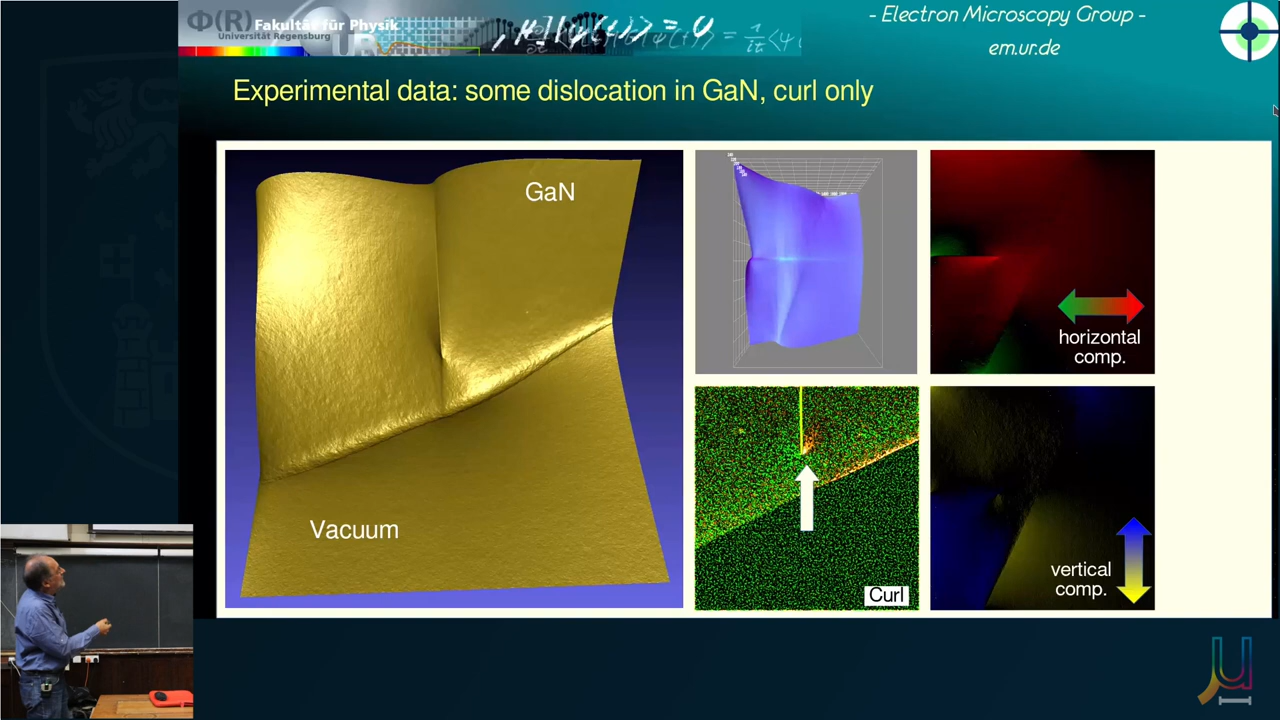 Φ(R) Fakultät für Physik
Universität Regensburg
- Electron Microscopy Group -
em.ur.de
Experimental data: some dislocation in GaN, curl only
GaN
Vacuum
horizontal
comp.
Curl
vertical
comp.